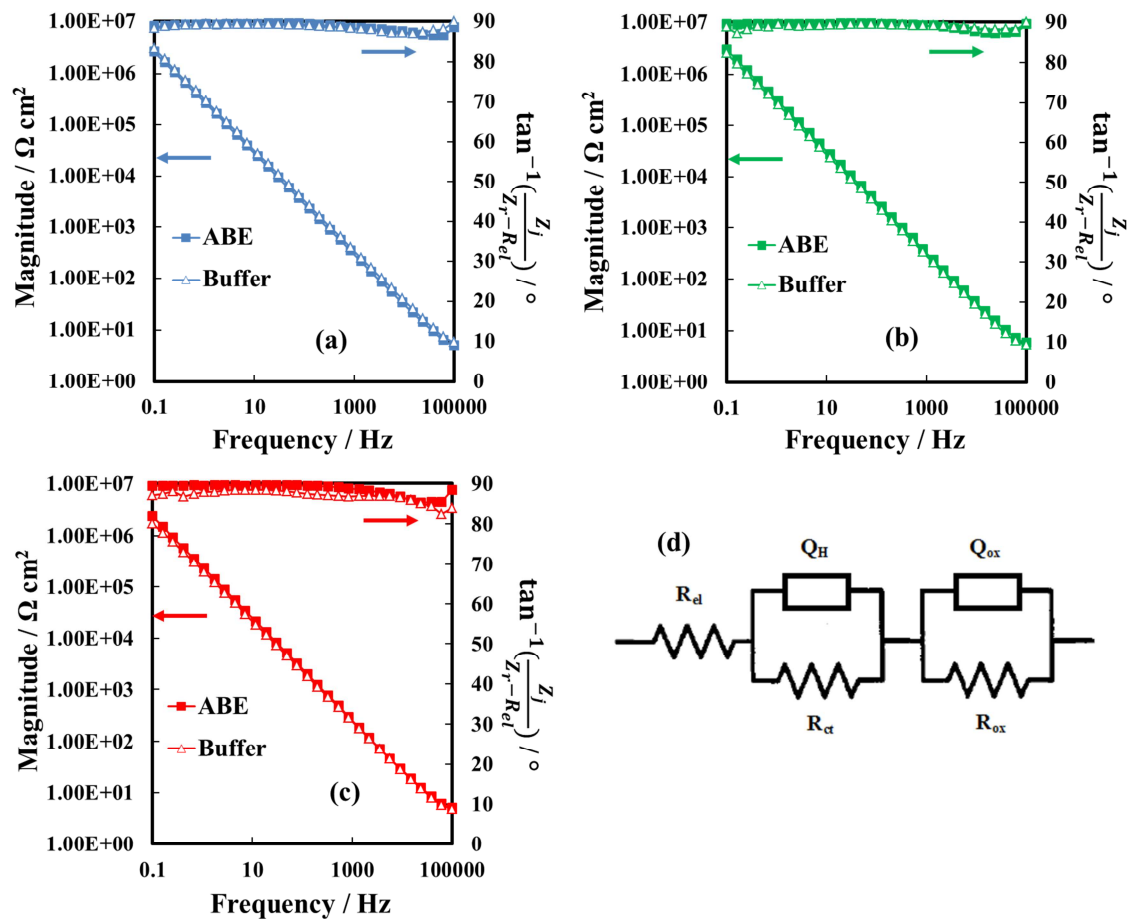 1.00E+07
1.00E+06
1.00E+05
1.00E+04
1.00E+03
1.00E+02
1.00E+01
1.00E+00
Magnitude / Ω cm²
90
80
70
60
50
40
30
20
10
0
tan⁻¹(Zⱼ/(Zᵣ−Rₑₗ)) / °
ABE
Buffer
(a)
0.1 10 1000 100000
Frequency / Hz
1.00E+07
1.00E+06
1.00E+05
1.00E+04
1.00E+03
1.00E+02
1.00E+01
1.00E+00
Magnitude / Ω cm²
90
80
70
60
50
40
30
20
10
0
tan⁻¹(Zⱼ/(Zᵣ−Rₑₗ)) / °
ABE
Buffer
(b)
0.1 10 1000 100000
Frequency / Hz
1.00E+07
1.00E+06
1.00E+05
1.00E+04
1.00E+03
1.00E+02
1.00E+01
1.00E+00
Magnitude / Ω cm²
90
80
70
60
50
40
30
20
10
0
tan⁻¹(Zⱼ/(Zᵣ−Rₑₗ)) / °
ABE
Buffer
(c)
0.1 10 1000 100000
Frequency / Hz
(d)
Q_H Q_ox
R_el
R_ct R_ox